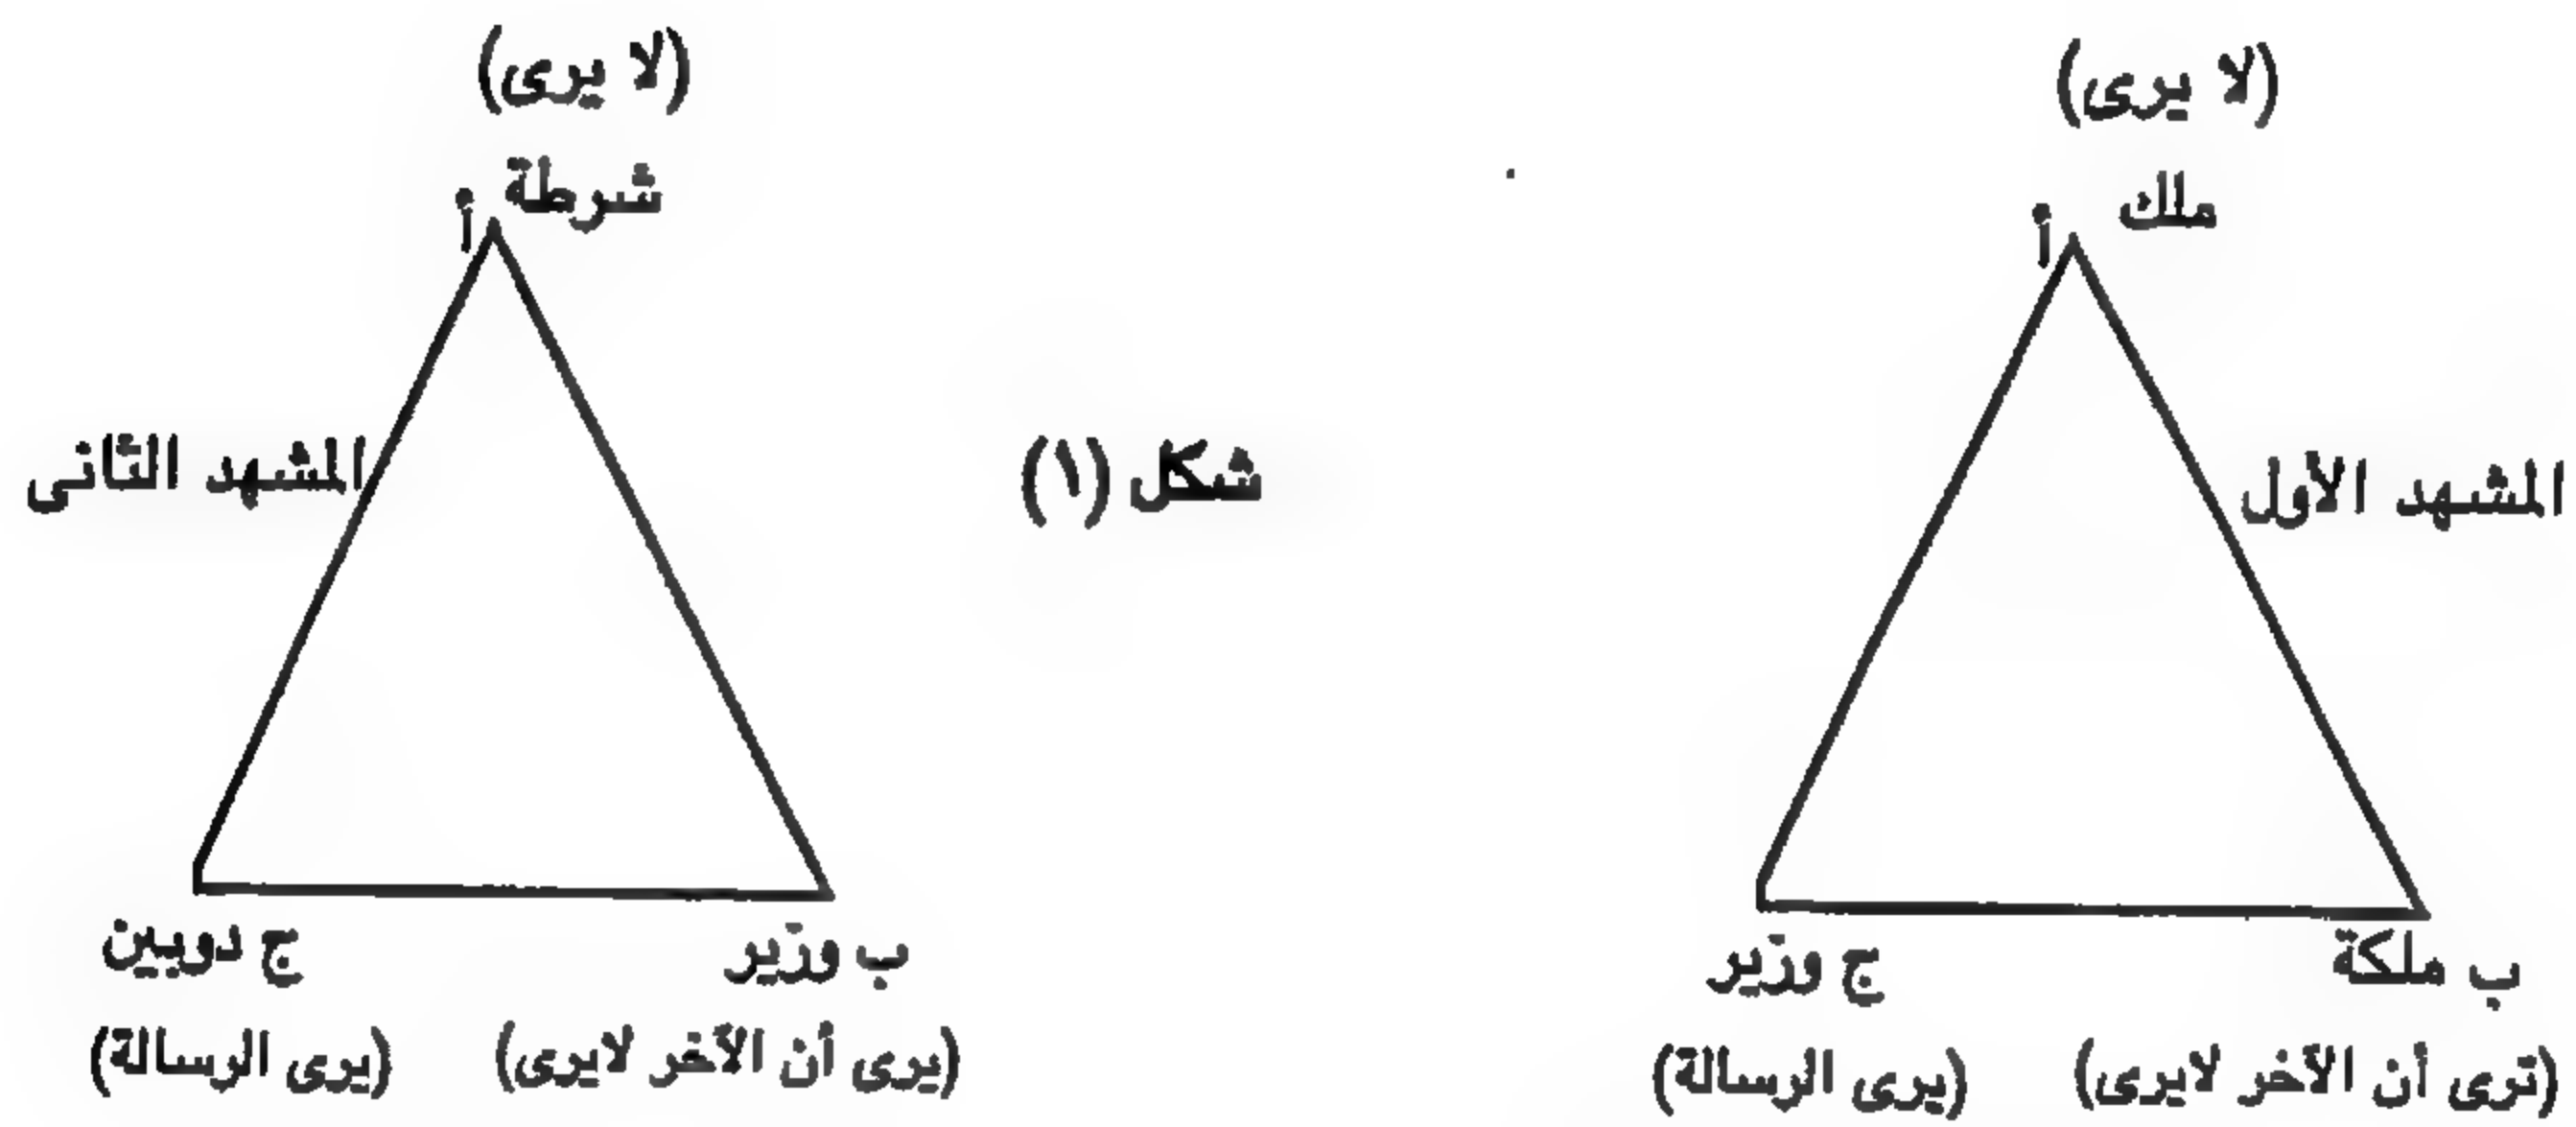 (لا يرى)
ملك
أ
المشهد الأول
ب ملكة
(ترى أن الآخر لايرى)
ج وزير
(يرى الرسالة)
شكل (١)
(لا يرى)
شرطة
أ
المشهد الثانى
ب وزير
(يرى أن الآخر لايرى)
ج دوبين
(يرى الرسالة)